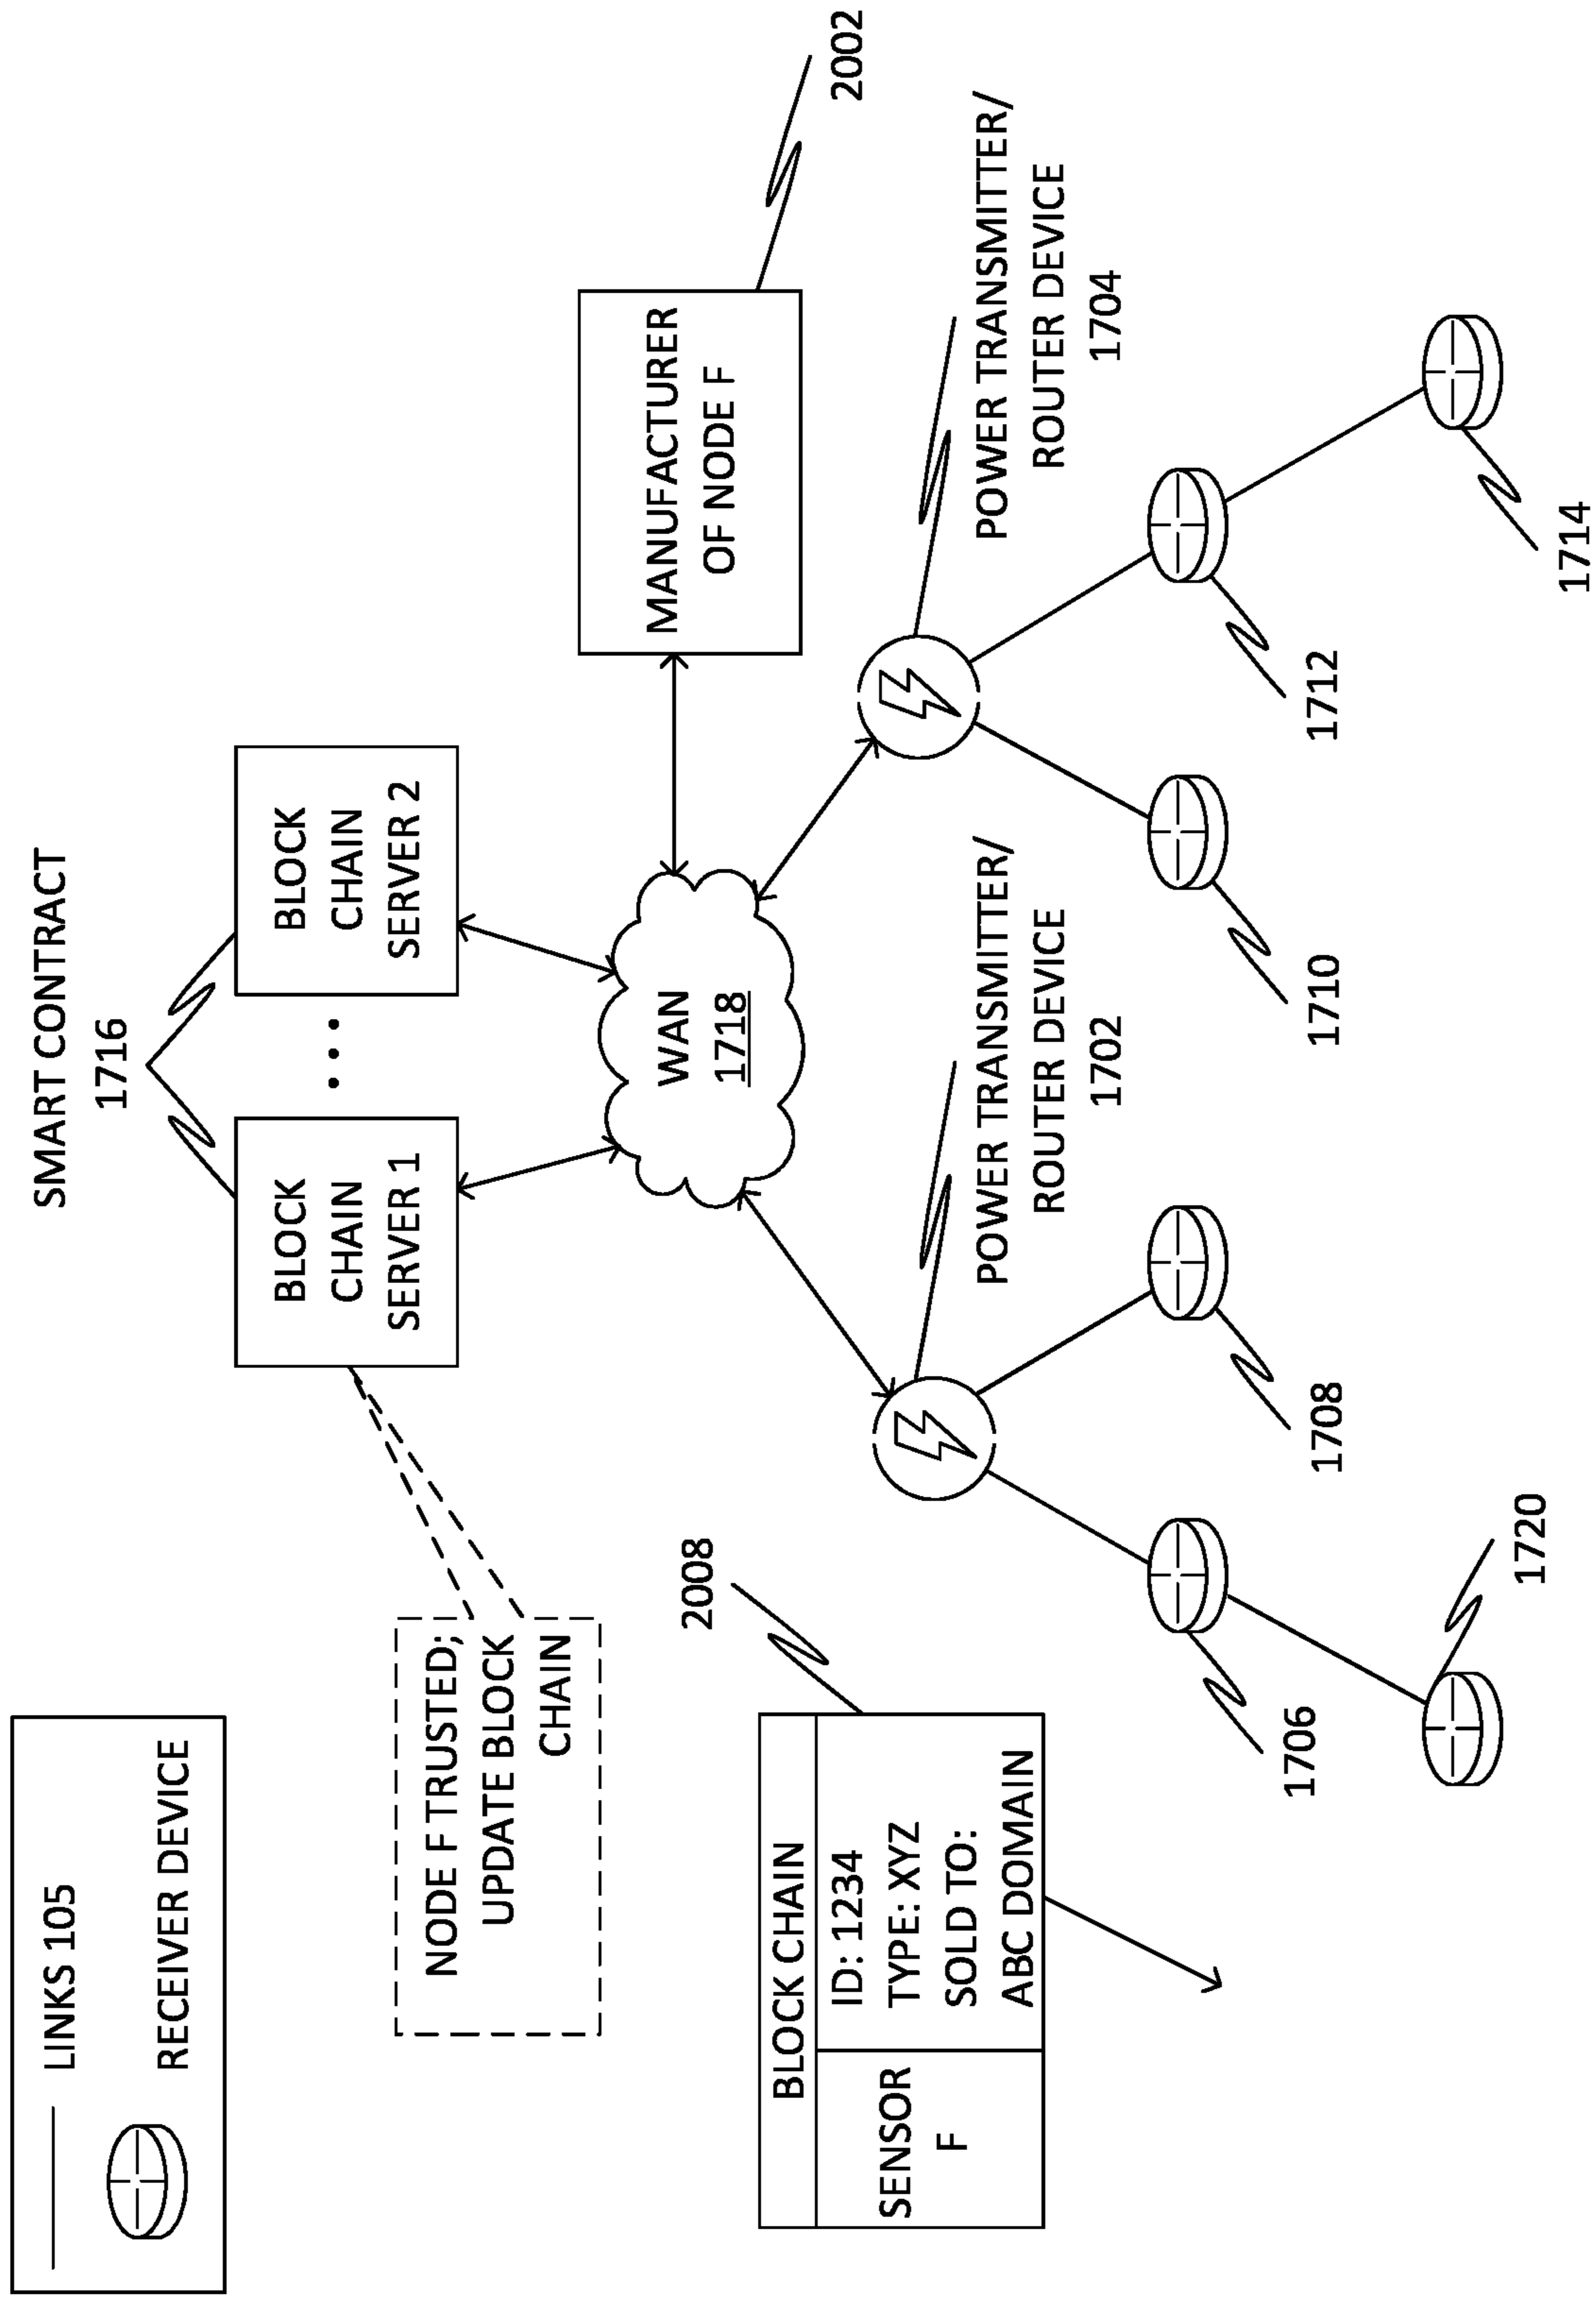 LINKS 105
RECEIVER DEVICE
SMART CONTRACT
1716
BLOCK
CHAIN
SERVER 1
BLOCK
CHAIN
SERVER 2
NODE F TRUSTED;
UPDATE BLOCK
CHAIN
WAN
1718
MANUFACTURER
OF NODE F
2002
2008
BLOCK CHAIN
SENSOR
F
ID: 1234
TYPE: XYZ
SOLD TO:
ABC DOMAIN
POWER TRANSMITTER/
ROUTER DEVICE
1702
POWER TRANSMITTER/
ROUTER DEVICE
1704
1706
1708
1710
1712
1720
1714